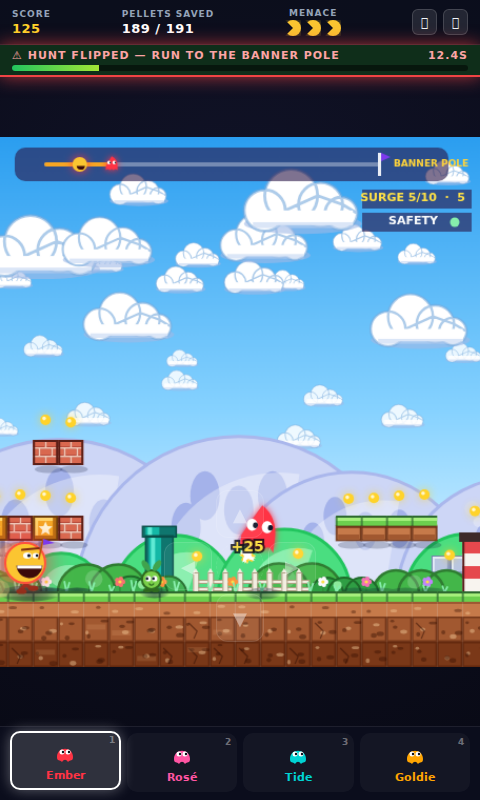 SCORE
125
PELLETS SAVED
189 / 191
MENACE
⚠ HUNT FLIPPED — RUN TO THE BANNER POLE
12.4S
BANNER POLE
SURGE 5/10 · 5
SAFETY
+25
1
Ember
2
Rosé
3
Tide
4
Goldie